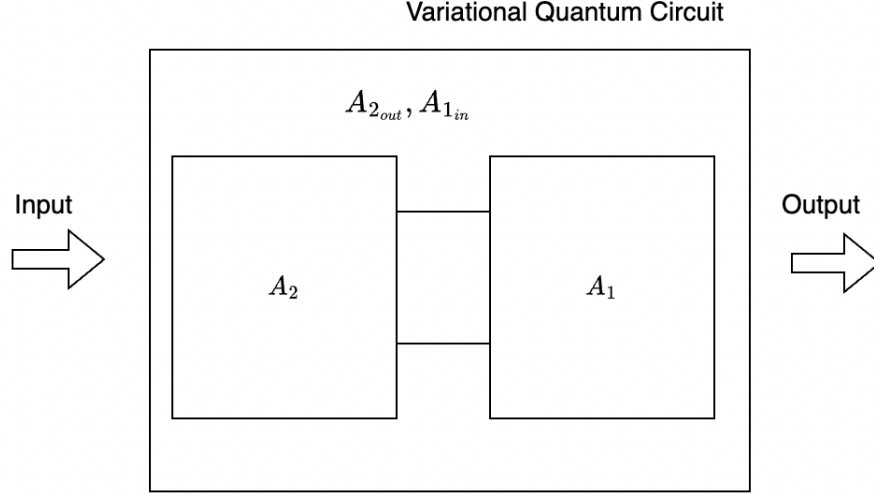 Variational Quantum Circuit
A₂ₒᵤₜ, A₁ᵢₙ
Input
Output
A₂
A₁